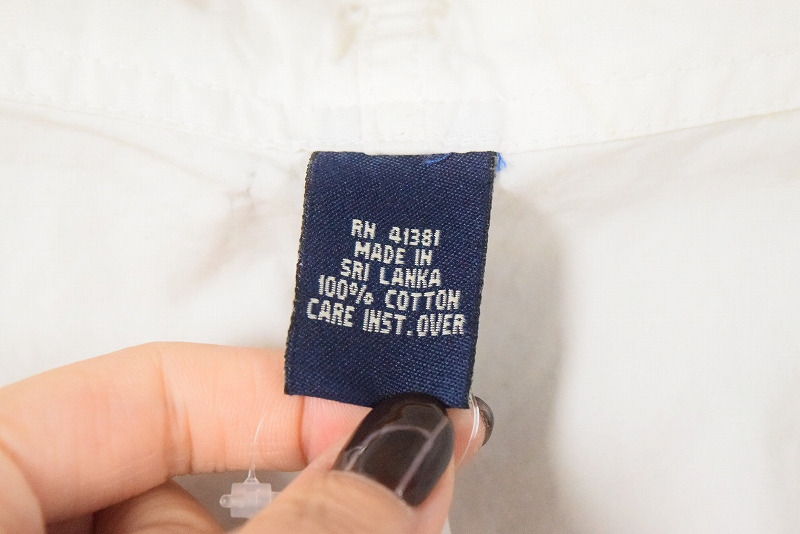 RN 41381
MADE IN
SRI LANKA
100% COTTON
CARE INST. OVER